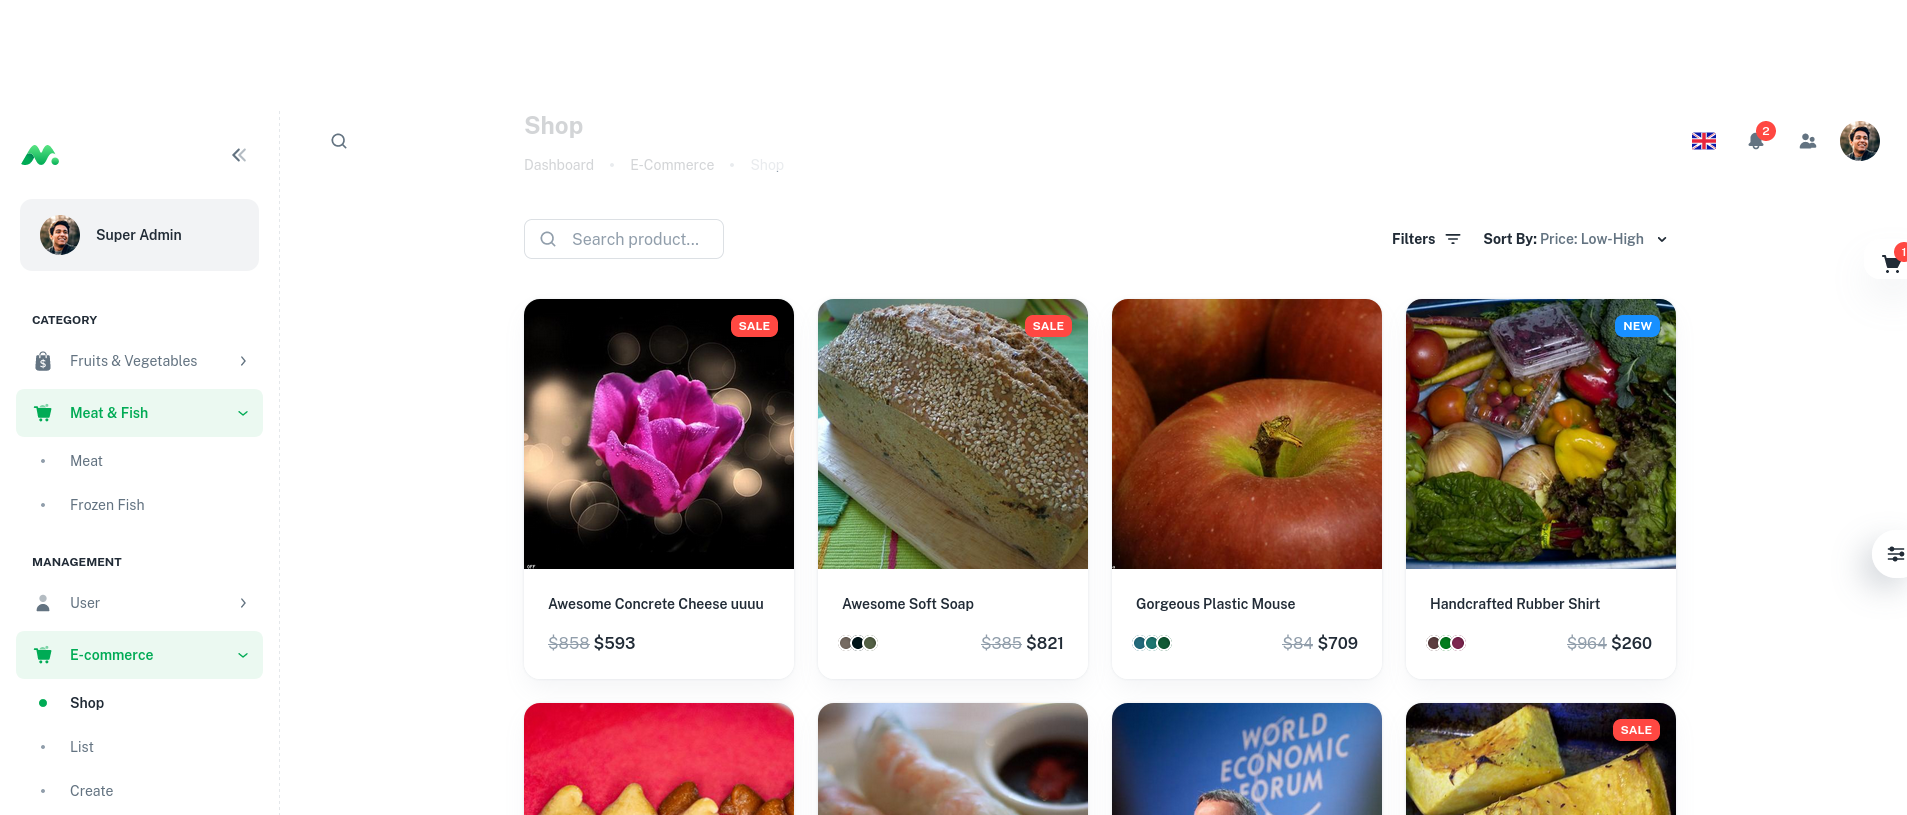 Shop
Dashboard • E-Commerce • Shop
2
Super Admin
Search product...
Filters
Sort By: Price: Low-High
1
CATEGORY
Fruits & Vegetables
Meat & Fish
Meat
Frozen Fish
MANAGEMENT
User
E-commerce
Shop
List
Create
SALE
SALE
NEW
Awesome Concrete Cheese uuuu
$858 $593
Awesome Soft Soap
$385 $821
Gorgeous Plastic Mouse
$84 $709
Handcrafted Rubber Shirt
$964 $260
WORLD
ECONOMIC
FORUM
SALE